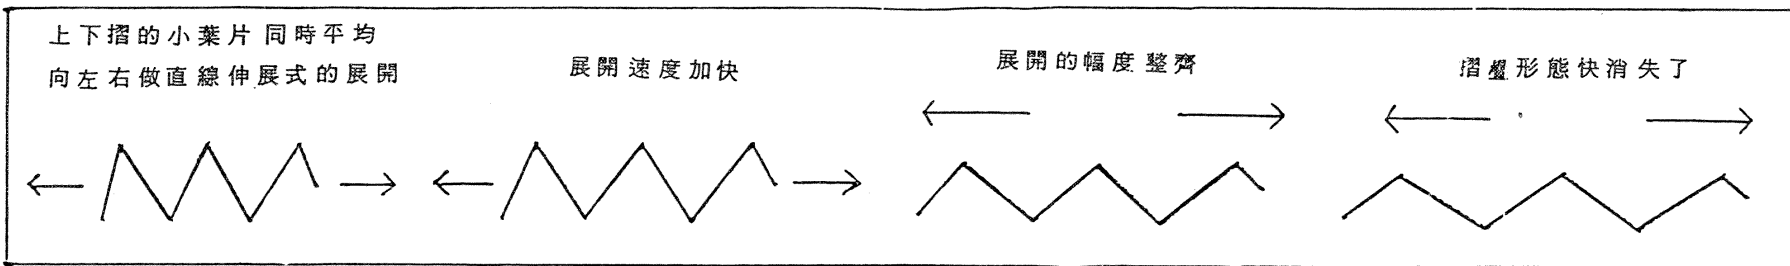 上下摺的小葉片同時平均
向左右做直線伸展式的展開
展開速度加快
展開的幅度整齊
摺疊形態快消失了